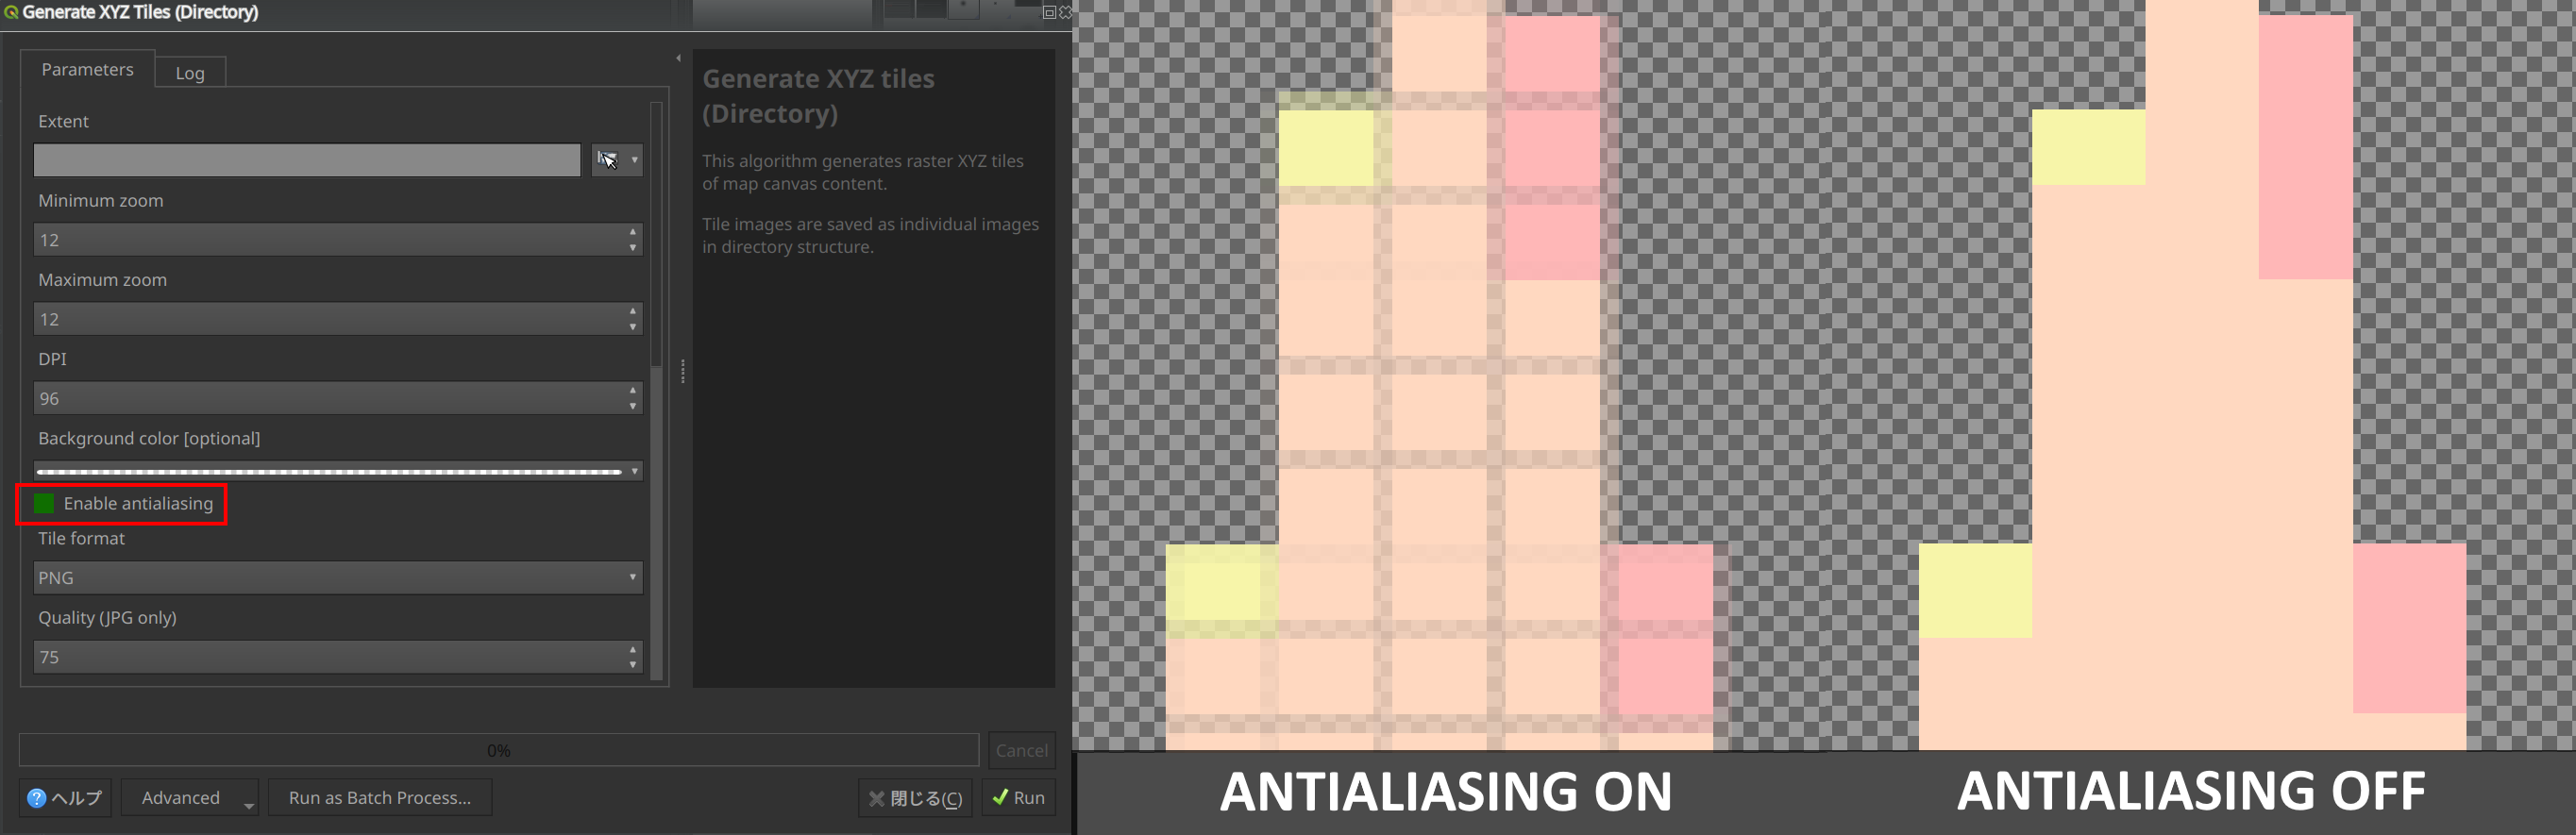 Generate XYZ Tiles (Directory)
Parameters
Log
Extent
Minimum zoom
12
Maximum zoom
12
DPI
96
Background color [optional]
Enable antialiasing
Tile format
PNG
Quality (JPG only)
75
Generate XYZ tiles
(Directory)
This algorithm generates raster XYZ tiles
of map canvas content.
Tile images are saved as individual images
in directory structure.
0%
Cancel
ヘルプ
Advanced
Run as Batch Process...
閉じる(C)
Run
ANTIALIASING ON
ANTIALIASING OFF